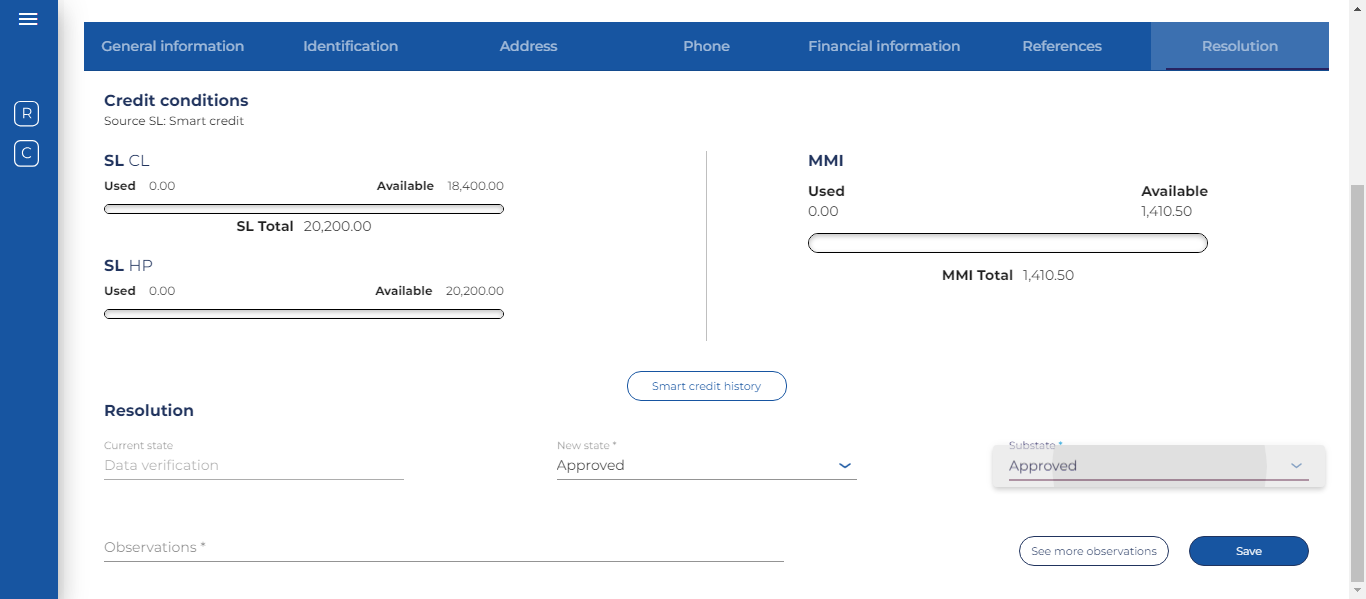 General information Identification Address Phone Financial information References Resolution
R
C
Credit conditions
Source SL: Smart credit
SL CL
Used 0.00 Available 18,400.00
SL Total 20,200.00
SL HP
Used 0.00 Available 20,200.00
MMI
Used Available
0.00 1,410.50
MMI Total 1,410.50
Smart credit history
Resolution
Current state New state * Substate *
Data verification Approved Approved
Observations * See more observations Save